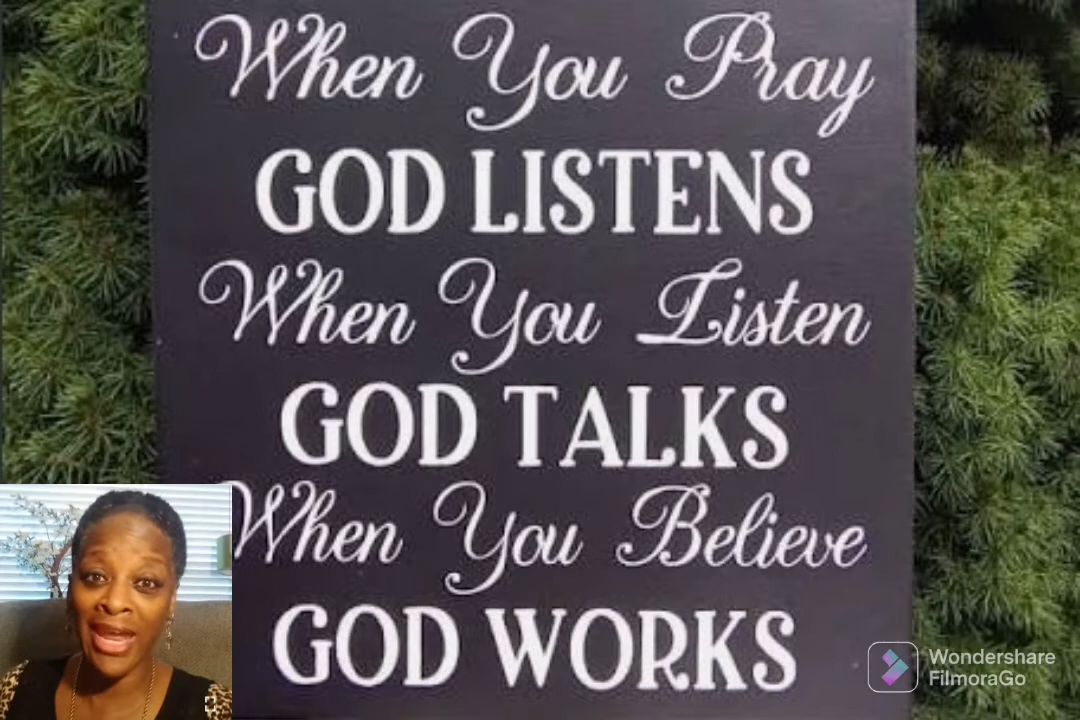 When You Pray
GOD LISTENS
When You Listen
GOD TALKS
When You Believe
GOD WORKS
Wondershare
FilmoraGo